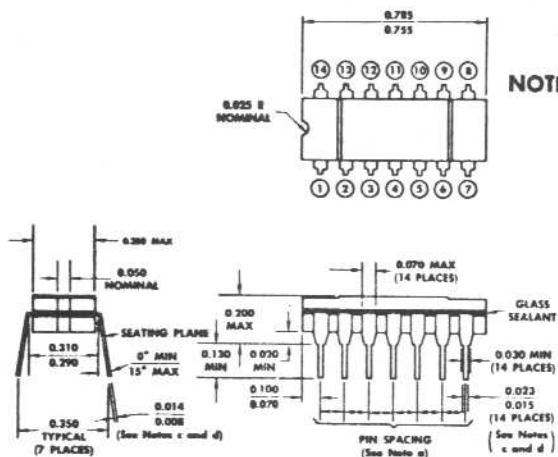 0.785
0.755
14 13 12 11 10 9 8
NOTE
0.025 R
NOMINAL
1 2 3 4 5 6 7
0.280 MAX
0.050
NOMINAL
0.070 MAX
(14 PLACES)
0.200
MAX
GLASS
SEALANT
SEATING PLANE
0.310
0.290
0° MIN
15° MAX
0.130
MIN
0.020
MIN
0.030 MIN
(14 PLACES)
0.100
0.070
0.023
0.015
(14 PLACES)
0.014
0.008
(See Notes c and d)
0.350
TYPICAL
(7 PLACES)
PIN SPACING
(See Note a)
(See Notes
c and d)